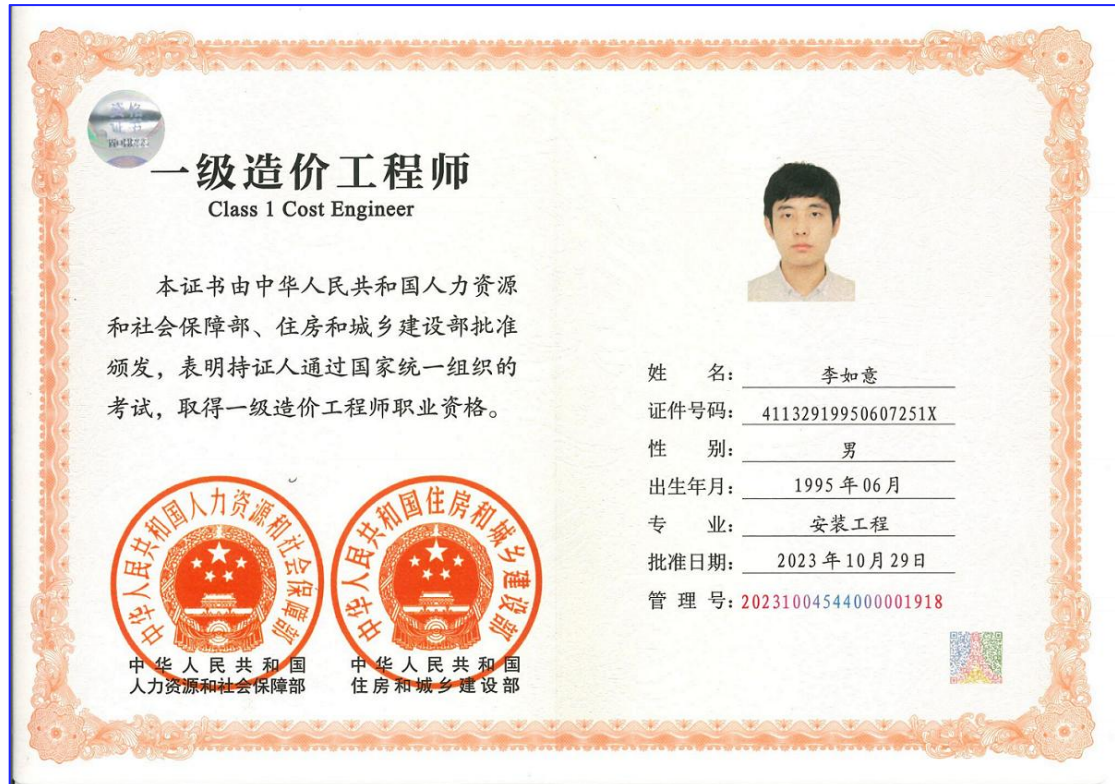 一级造价工程师
Class 1 Cost Engineer
本证书由中华人民共和国人力资源
和社会保障部、住房和城乡建设部批准
颁发，表明持证人通过国家统一组织的
考试，取得一级造价工程师职业资格。
中华人民共和国人力资源和社会保障部
中华人民共和国
人力资源和社会保障部
中华人民共和国住房和城乡建设部
中华人民共和国
住房和城乡建设部
姓 名： 李如意
证件号码： 41132919950607251X
性 别： 男
出生年月： 1995年06月
专 业： 安装工程
批准日期： 2023年10月29日
管 理 号： 20231004544000001918